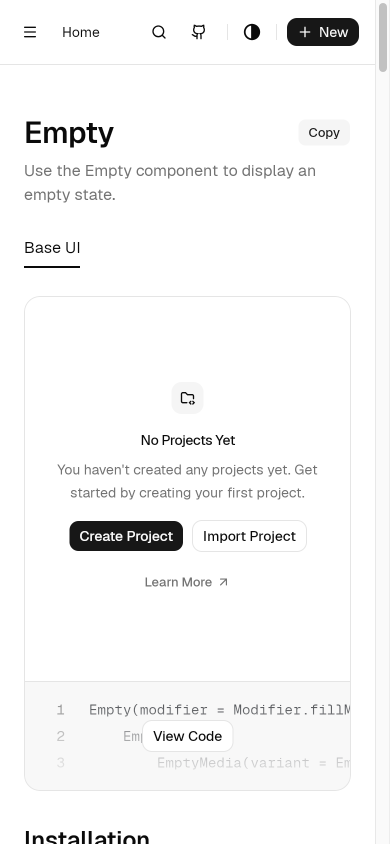 Home
New
Empty
Copy
Use the Empty component to display an
empty state.
Base UI
No Projects Yet
You haven't created any projects yet. Get
started by creating your first project.
Create Project
Import Project
Learn More
1 Empty(modifier = Modifier.fillM
2 Em
View Code
3 EmptyMedia(variant = Em
Installation